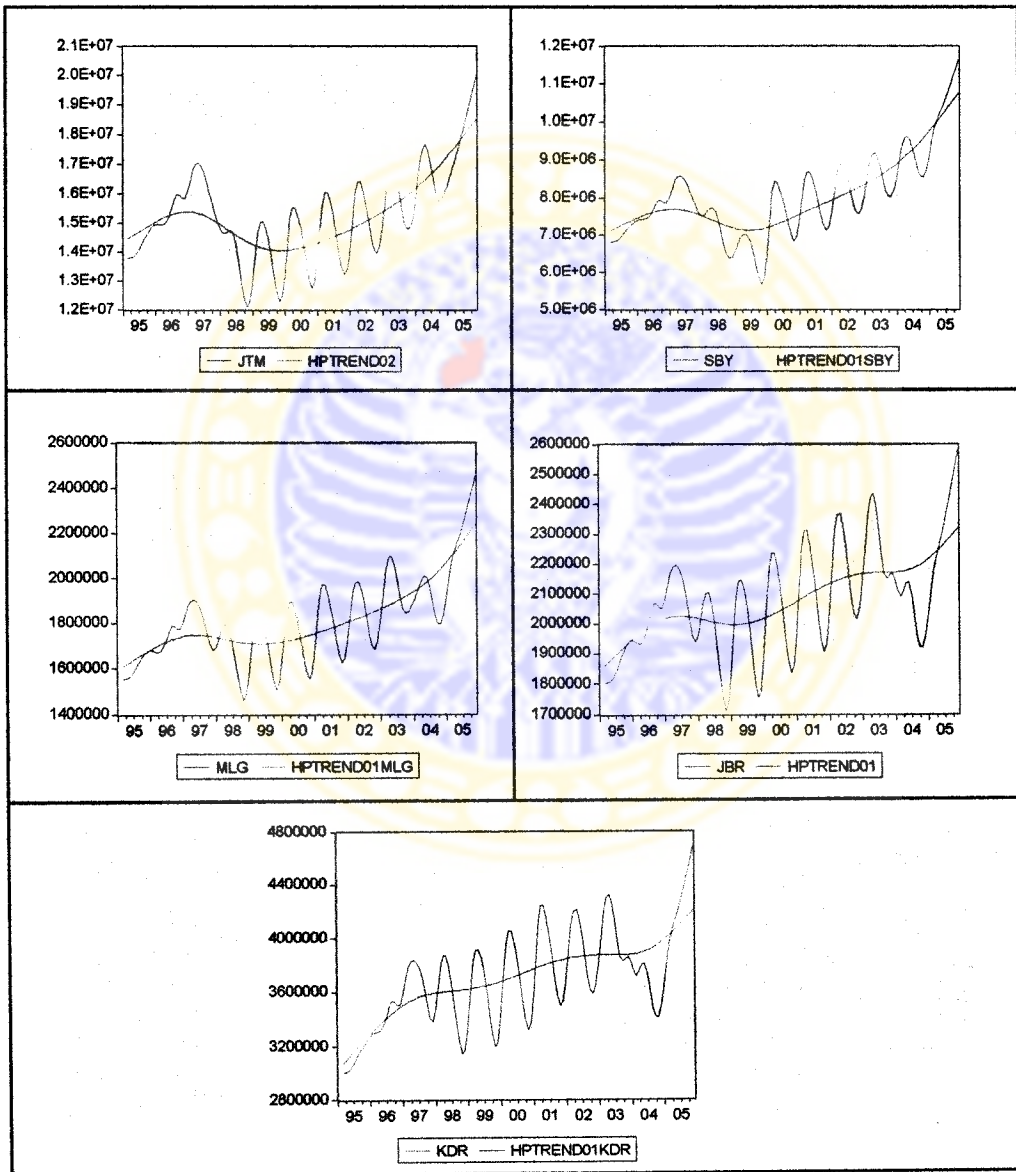 2.1E+07
2.0E+07
1.9E+07
1.8E+07
1.7E+07
1.6E+07
1.5E+07
1.4E+07
1.3E+07
1.2E+07
95 96 97 98 99 00 01 02 03 04 05
JTM HPTREND02
1.2E+07
1.1E+07
1.0E+07
9.0E+06
8.0E+06
7.0E+06
6.0E+06
5.0E+06
95 96 97 98 99 00 01 02 03 04 05
SBY HPTREND01SBY
2600000
2400000
2200000
2000000
1800000
1600000
1400000
95 96 97 98 99 00 01 02 03 04 05
MLG HPTREND01MLG
2600000
2500000
2400000
2300000
2200000
2100000
2000000
1900000
1800000
1700000
95 96 97 98 99 00 01 02 03 04 05
JBR HPTREND01
4800000
4400000
4000000
3600000
3200000
2800000
95 96 97 98 99 00 01 02 03 04 05
KDR HPTREND01KDR